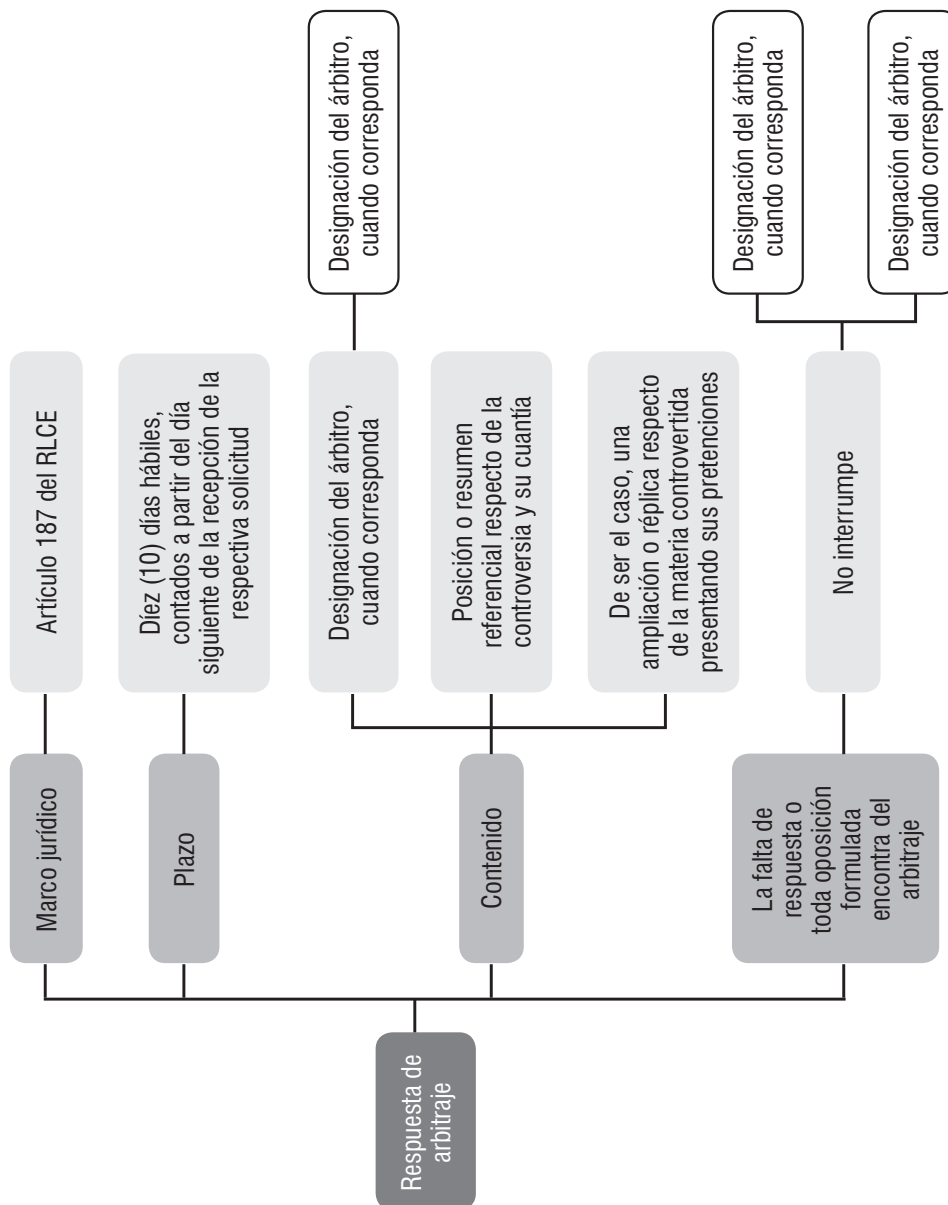 Respuesta de
arbitraje
Marco jurídico
Artículo 187 del RLCE
Plazo
Díez (10) días hábiles,
contados a partir del día
siguiente de la recepción de la
respectiva solicitud
Contenido
Designación del árbitro,
cuando corresponda
Designación del árbitro,
cuando corresponda
Posición o resumen
referencial respecto de la
controversia y su cuantía
De ser el caso, una
ampliación o réplica respecto
de la materia controvertida
presentando sus pretenciones
La falta de
respuesta o
toda oposición
formulada
encontra del
arbitraje
No interrumpe
Designación del árbitro,
cuando corresponda
Designación del árbitro,
cuando corresponda